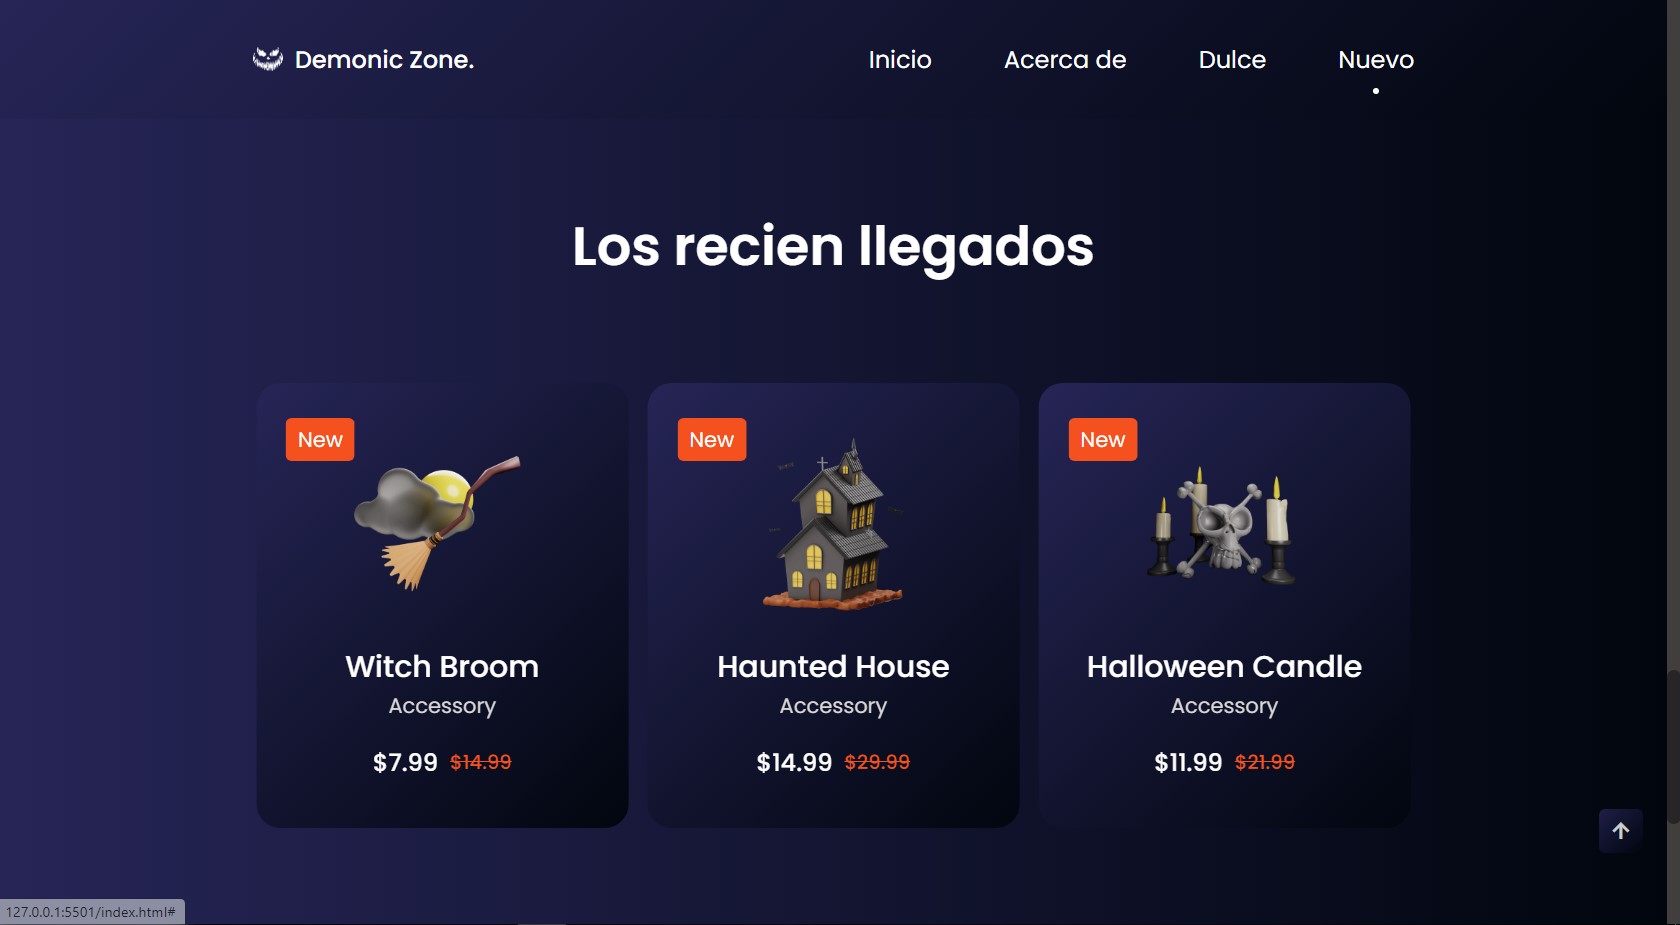 Demonic Zone. Inicio Acerca de Dulce Nuevo
Los recien llegados
New New New
Witch Broom Haunted House Halloween Candle
Accessory Accessory Accessory
$7.99 $14.99 $14.99 $29.99 $11.99 $21.99
127.0.0.1:5501/index.html#